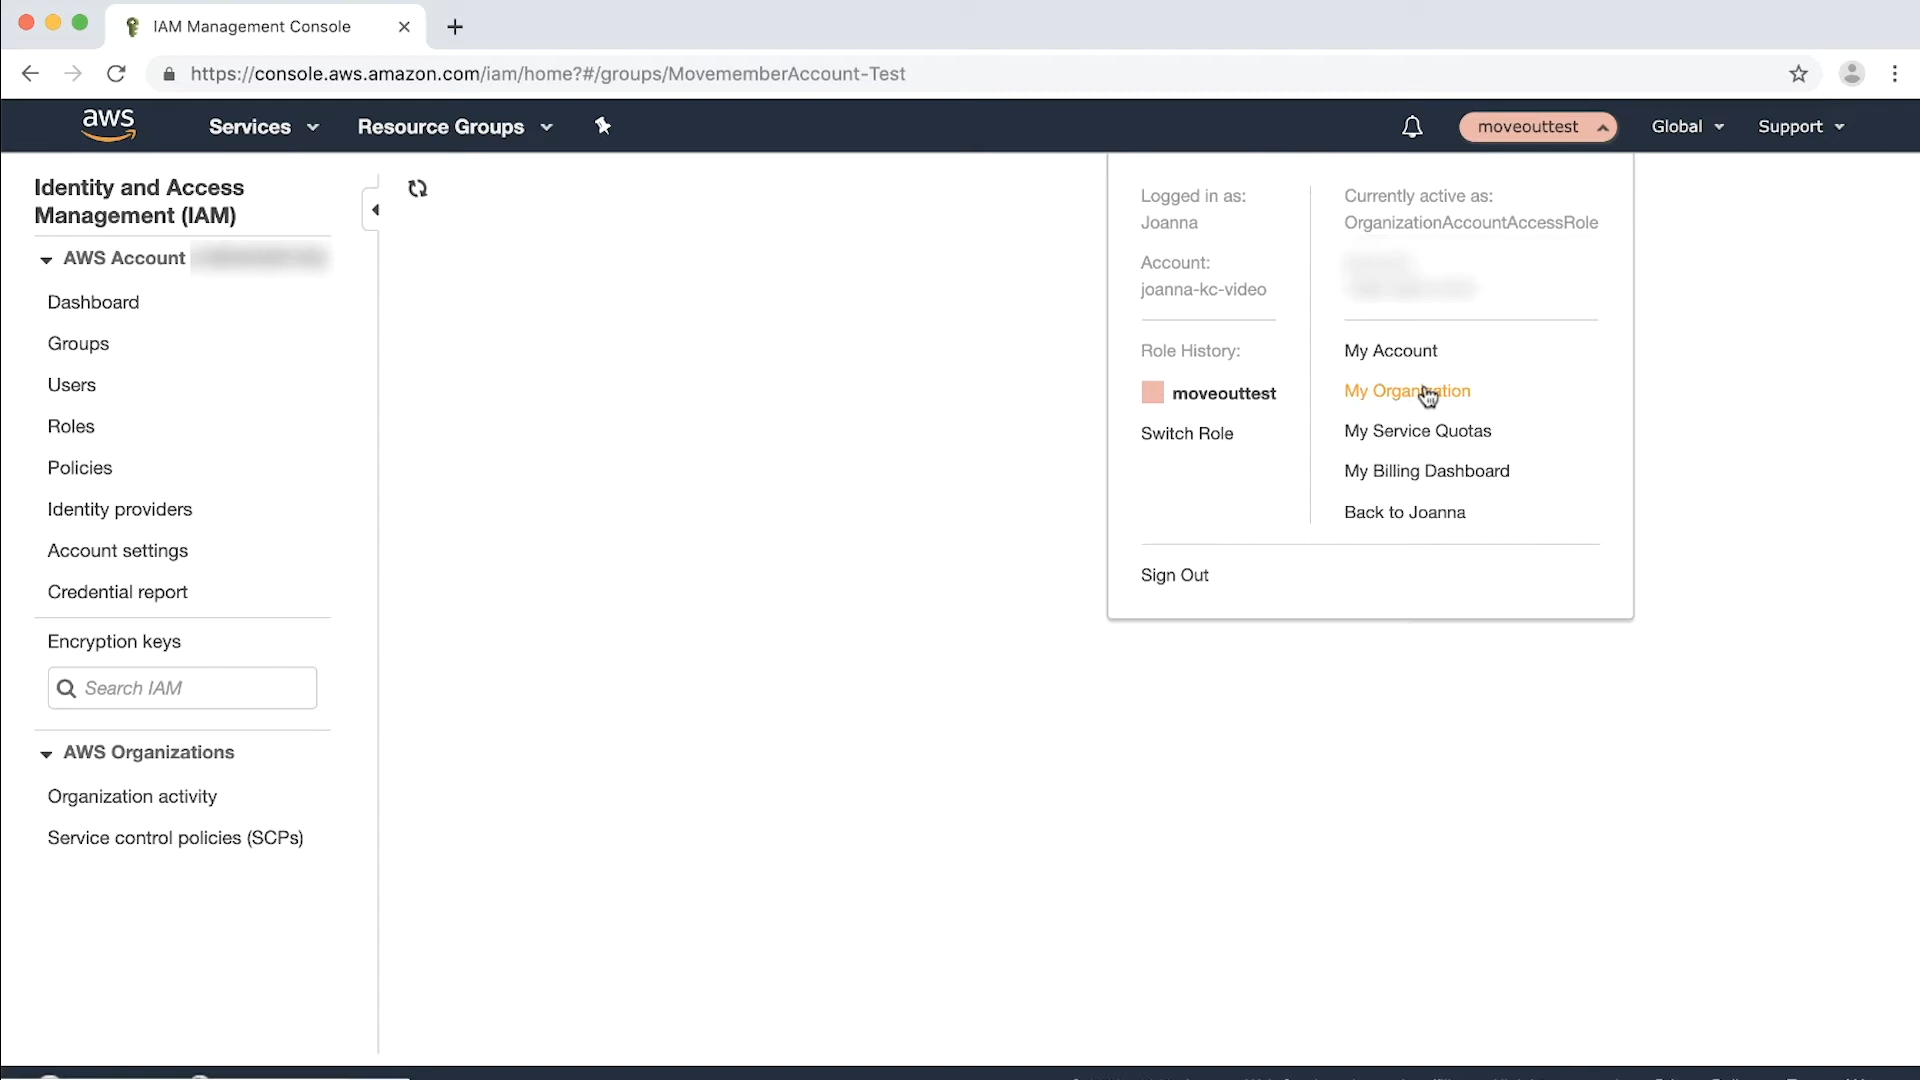 IAM Management Console
https://console.aws.amazon.com/iam/home?#/groups/MovememberAccount-Test
aws
Services
Resource Groups
moveouttest
Global
Support
Identity and Access
Management (IAM)
AWS Account
Dashboard
Groups
Users
Roles
Policies
Identity providers
Account settings
Credential report
Encryption keys
Search IAM
AWS Organizations
Organization activity
Service control policies (SCPs)
Logged in as:
Joanna
Account:
joanna-kc-video
Role History:
moveouttest
Switch Role
Currently active as:
OrganizationAccountAccessRole
My Account
My Organization
My Service Quotas
My Billing Dashboard
Back to Joanna
Sign Out